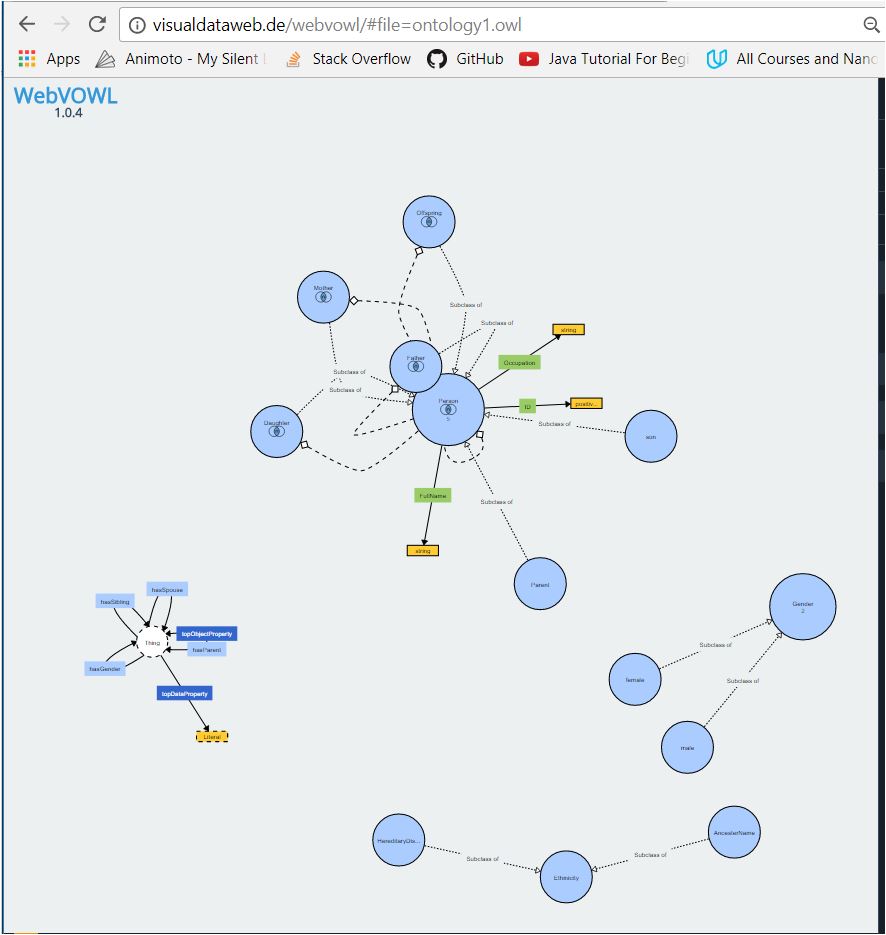 visualdataweb.de/webvowl/#file=ontology1.owl
Apps Animoto - My Silent Stack Overflow GitHub Java Tutorial For Begi All Courses and Nan
WebVOWL
1.0.4
Offspring
Mother
Subclass of
Subclass of
string
Father
Occupation
Subclass of
Subclass of
Person
5
ID
positiv...
Daughter
Subclass of
son
FullName
Subclass of
string
Parent
hasSpouse
hasSibling
topObjectProperty
Thing
hasParent
hasGender
topDataProperty
Literal
Gender
2
Subclass of
female
Subclass of
male
HereditaryDis...
Subclass of
Ethnicity
Subclass of
AncesterName